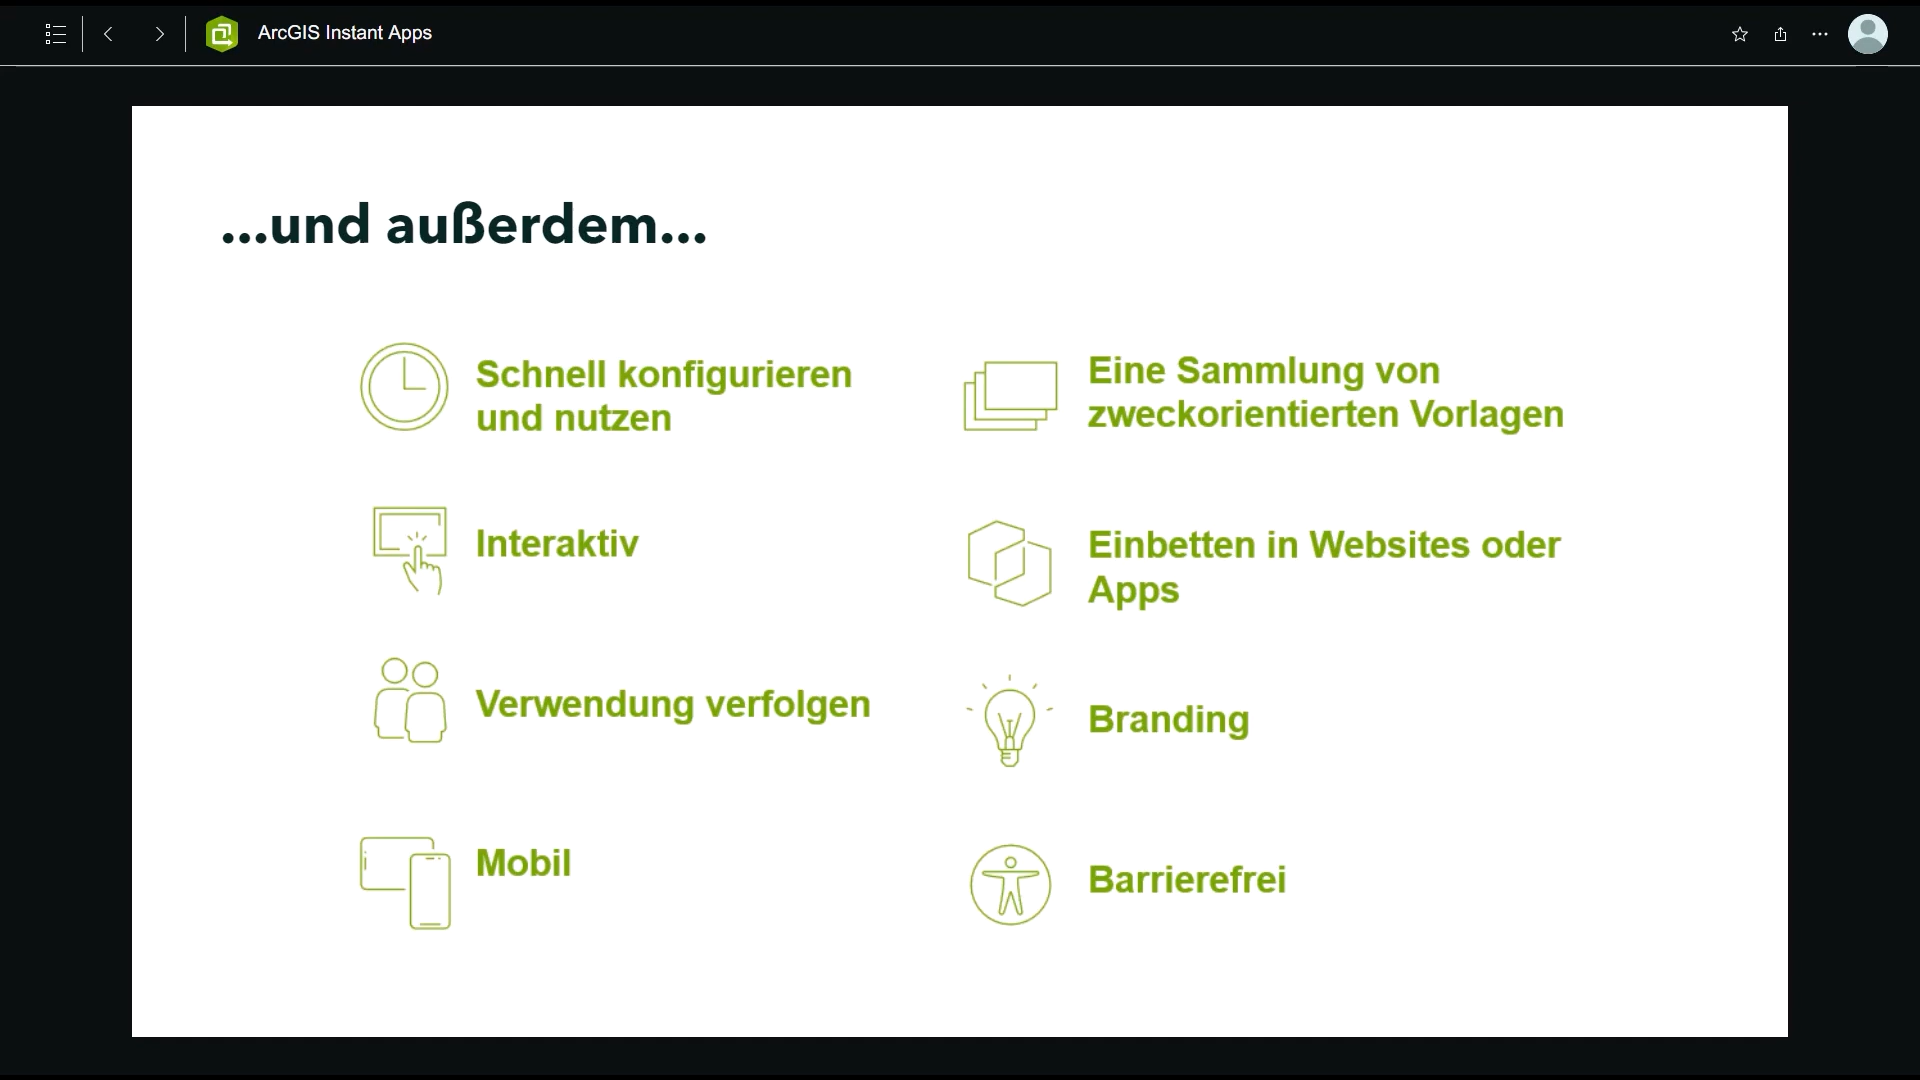 ArcGIS Instant Apps
...und außerdem...
Schnell konfigurieren
und nutzen
Eine Sammlung von
zweckorientierten Vorlagen
Interaktiv
Einbetten in Websites oder
Apps
Verwendung verfolgen
Branding
Mobil
Barrierefrei